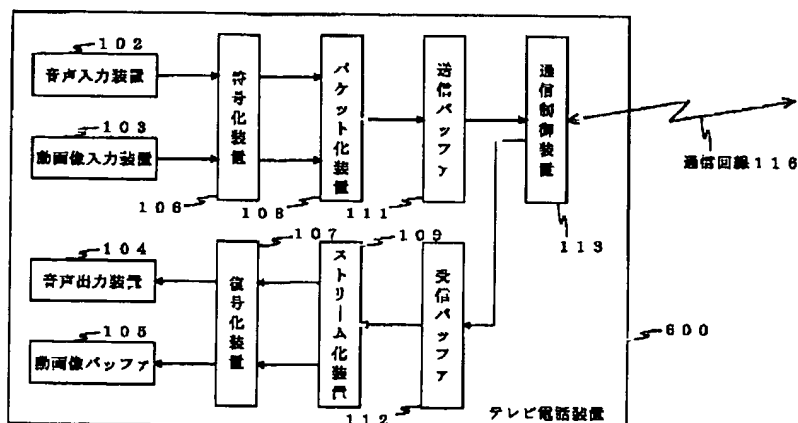 102
音声入力装置
103
動画像入力装置
符号化装置
106
パケット化装置
108
送信バッファ
111
通信制御装置
113
通信回線116
104
音声出力装置
105
動画像バッファ
107
復号化装置
109
ストリーム化装置
受信バッファ
112
600
テレビ電話装置